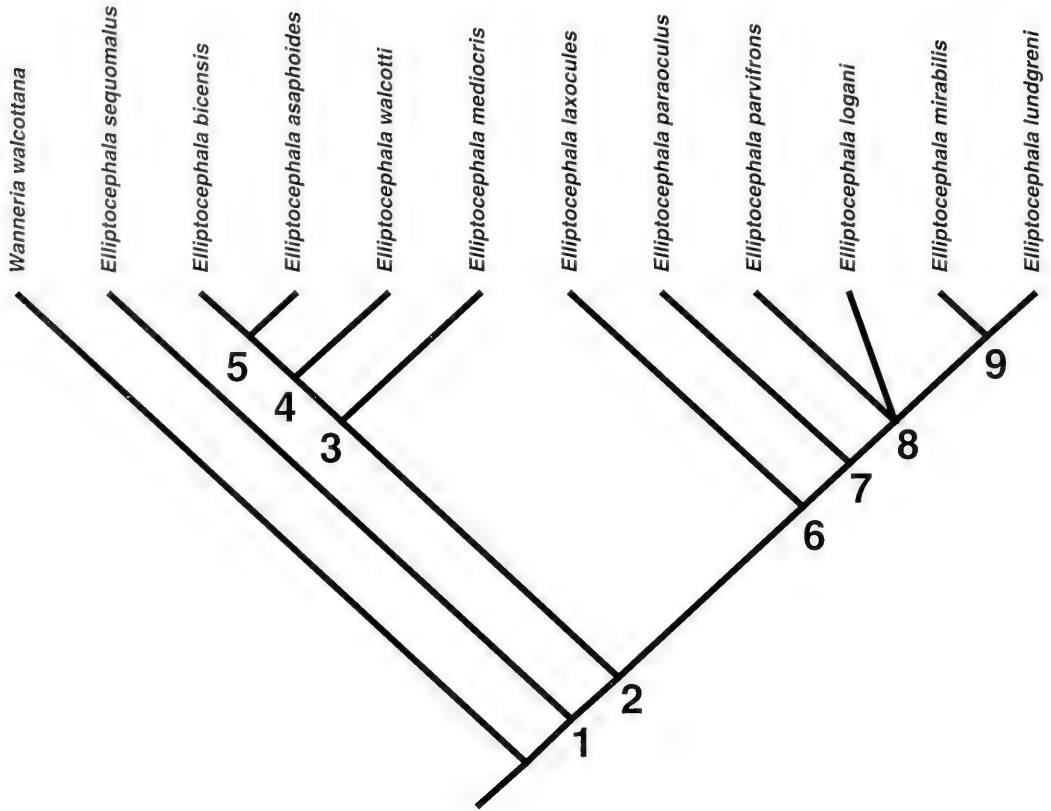 Wanneria walcottana
Elliptocephala sequomalus
Elliptocephala bicensis
Elliptocephala asaphoides
Elliptocephala walcotti
Elliptocephala mediocris
Elliptocephala laxocules
Elliptocephala paraoculus
Elliptocephala parvifrons
Elliptocephala logani
Elliptocephala mirabilis
Elliptocephala lundgreni
5
4
3
9
8
7
6
2
1